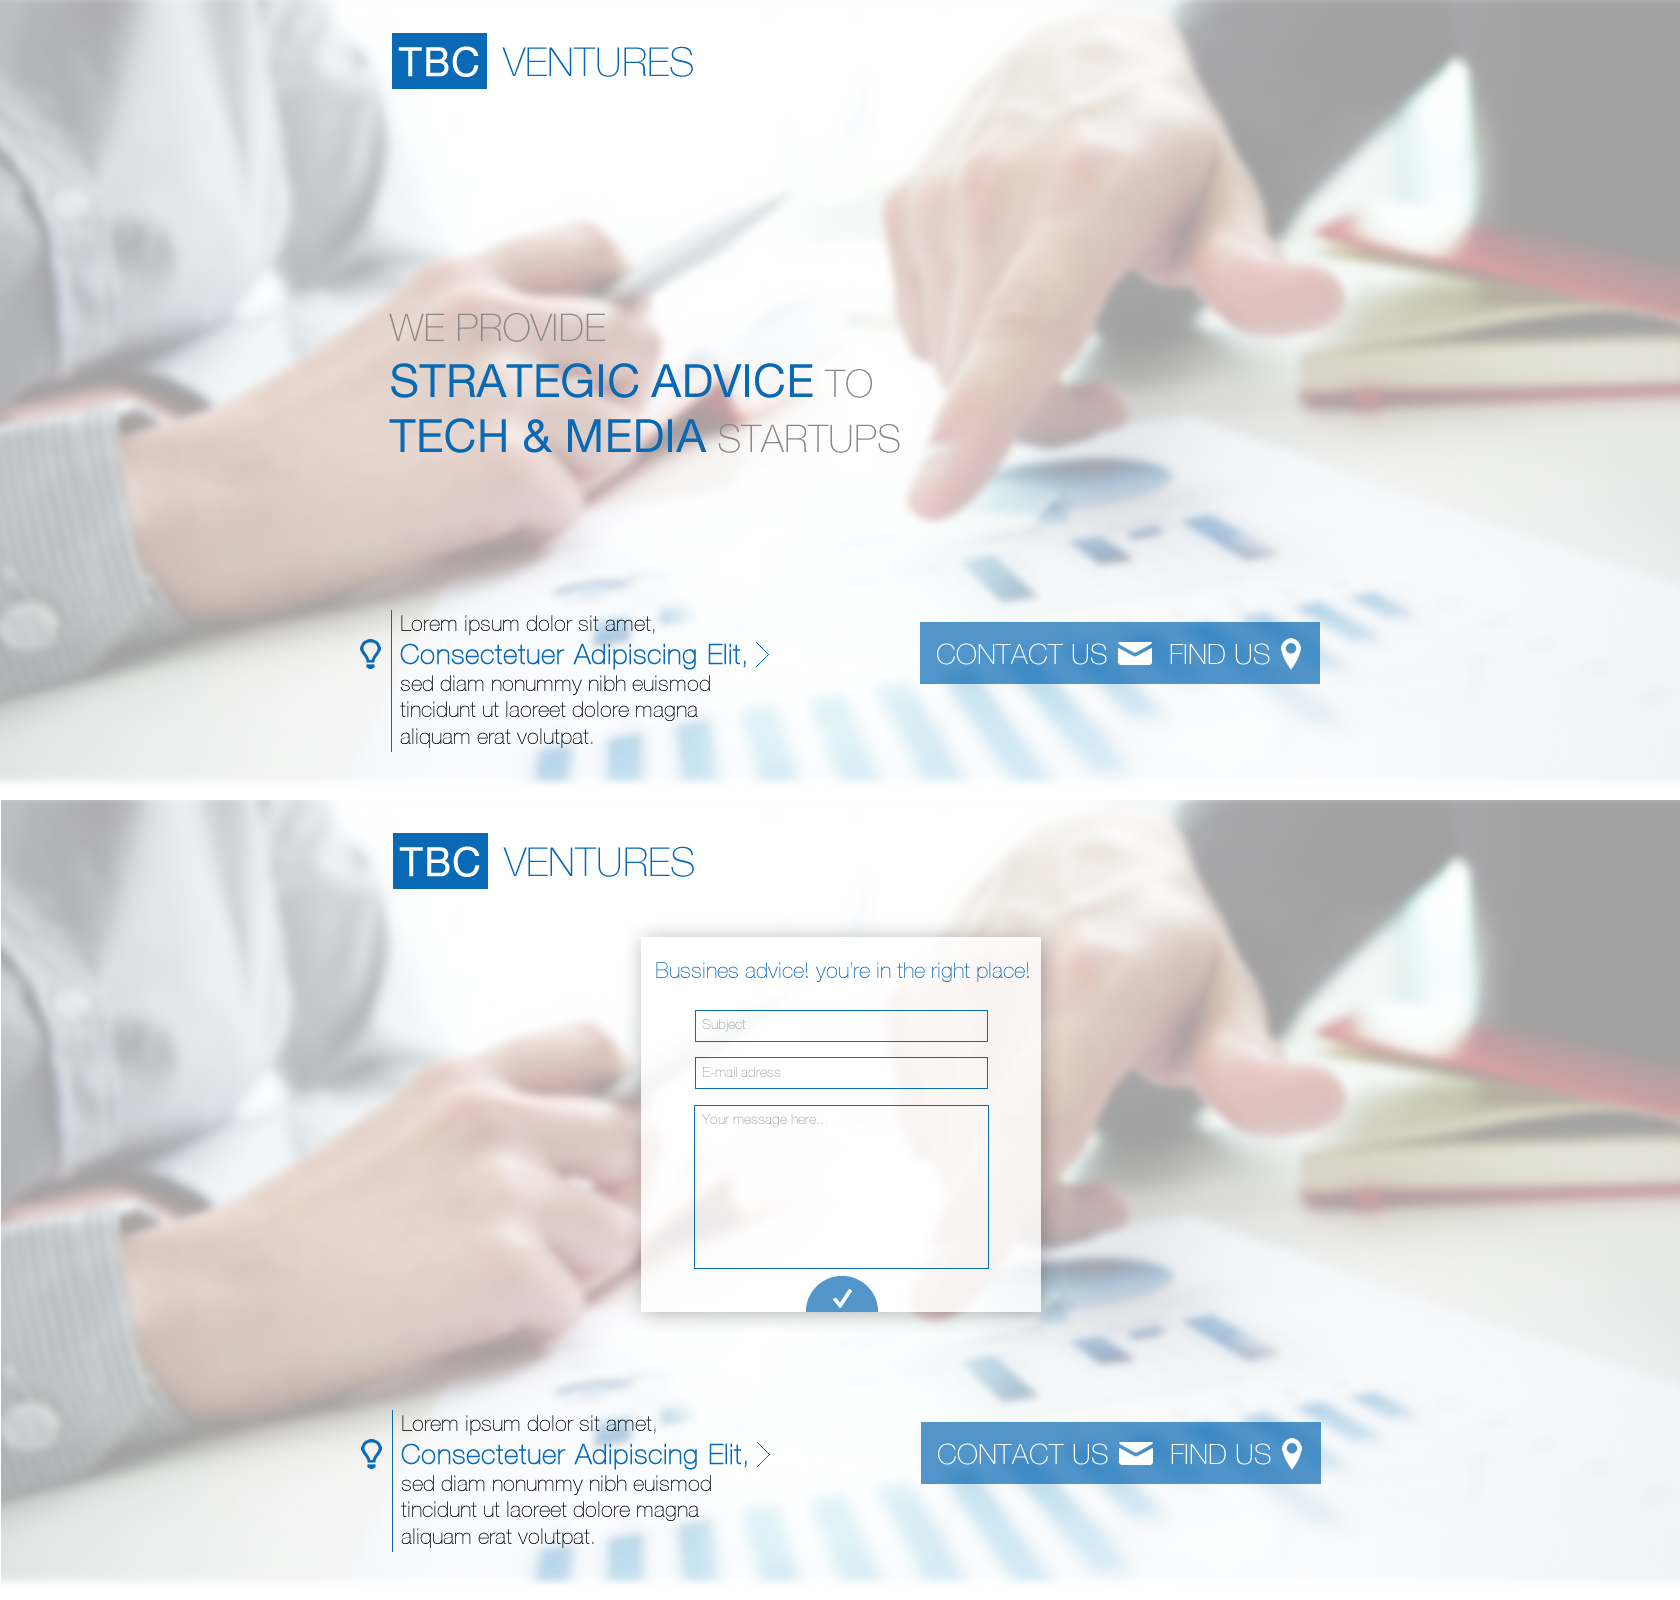 TBC VENTURES
WE PROVIDE
STRATEGIC ADVICE TO
TECH & MEDIA STARTUPS
Lorem ipsum dolor sit amet,
Consectetuer Adipiscing Elit,
sed diam nonummy nibh euismod
tincidunt ut laoreet dolore magna
aliquam erat volutpat.
CONTACT US FIND US
TBC VENTURES
Bussines advice! you're in the right place!
Subject
E-mail adress
Your message here...
Lorem ipsum dolor sit amet,
Consectetuer Adipiscing Elit,
sed diam nonummy nibh euismod
tincidunt ut laoreet dolore magna
aliquam erat volutpat.
CONTACT US FIND US